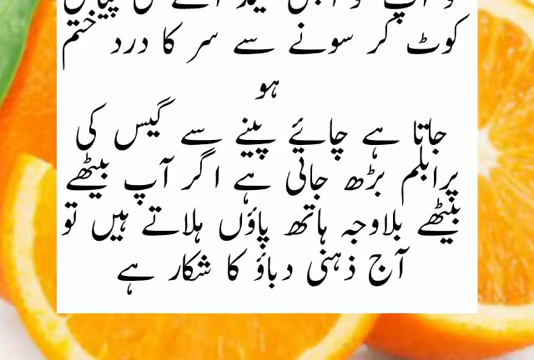 کوٹ کر سونے سے سر کا درد ختم
ہو
جاتا ہے چائے پینے سے گیس کی
پرابلم بڑھ جاتی ہے اگر آپ بیٹھے
بیٹھے بلاوجہ ہاتھ پاؤں ہلاتے ہیں تو
آج ذہنی دباؤ کا شکار ہے